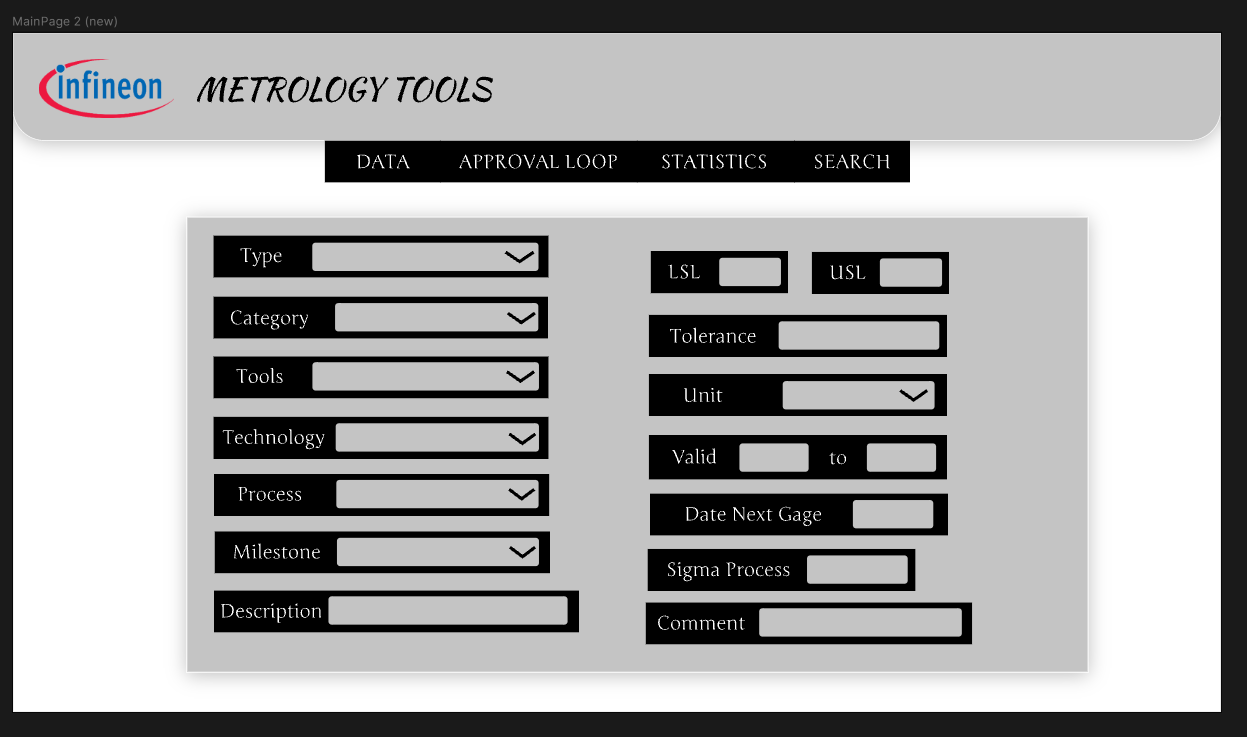 MainPage 2 (new)
infineon METROLOGY TOOLS
DATA APPROVAL LOOP STATISTICS SEARCH
Type
Category
Tools
Technology
Process
Milestone
Description
LSL USL
Tolerance
Unit
Valid to
Date Next Gage
Sigma Process
Comment